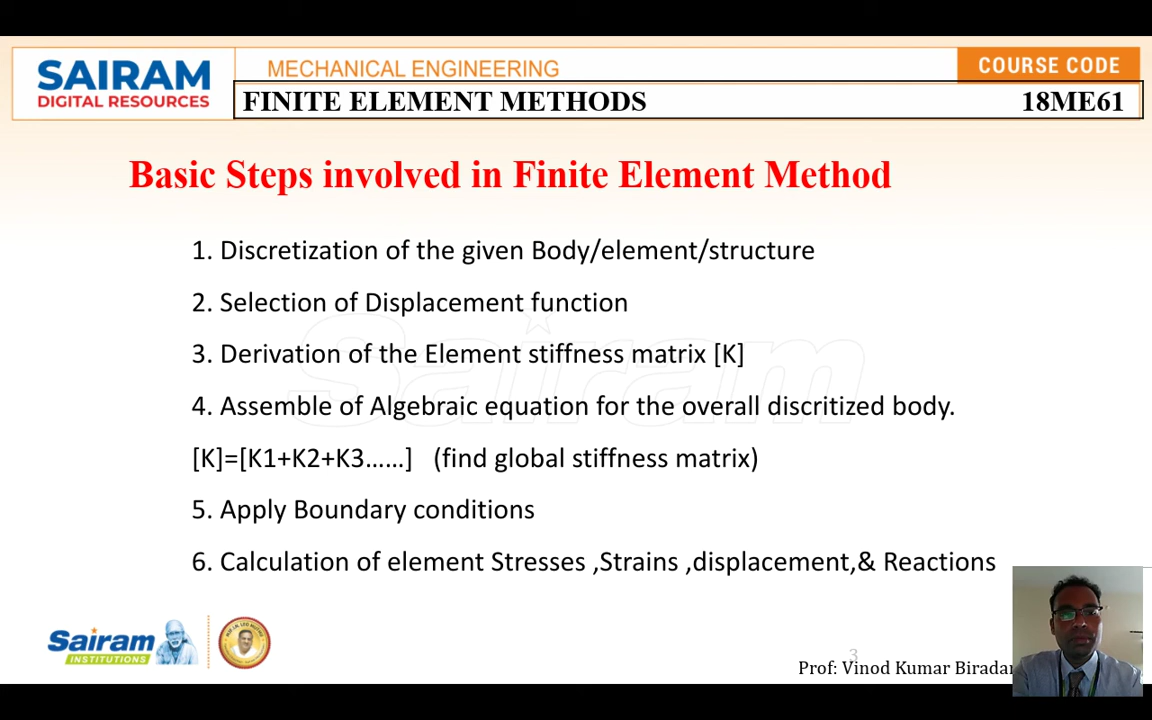 SAIRAM
DIGITAL RESOURCES
MECHANICAL ENGINEERING
COURSE CODE
FINITE ELEMENT METHODS
18ME61
Basic Steps involved in Finite Element Method
1. Discretization of the given Body/element/structure
2. Selection of Displacement function
3. Derivation of the Element stiffness matrix [K]
4. Assemble of Algebraic equation for the overall discritized body.
[K]=[K1+K2+K3……] (find global stiffness matrix)
5. Apply Boundary conditions
6. Calculation of element Stresses ,Strains ,displacement,& Reactions
Sairam
Sairam
INSTITUTIONS
3
Prof: Vinod Kumar Biradar